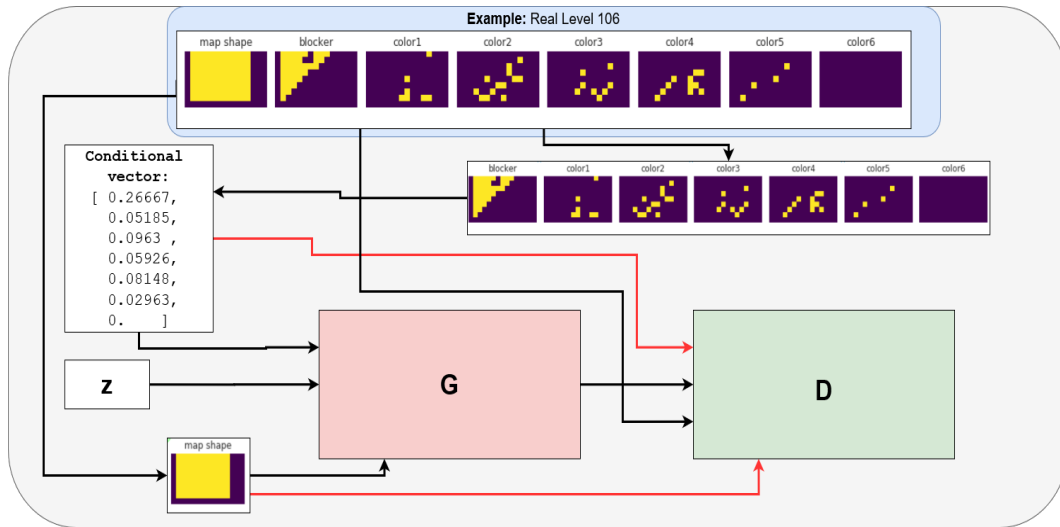 Example: Real Level 106
map shape blocker color1 color2 color3 color4 color5 color6
blocker color1 color2 color3 color4 color5 color6
Conditional
vector:
[ 0.26667,
0.05185,
0.0963 ,
0.05926,
0.08148,
0.02963,
0. ]
z
G
D
map shape